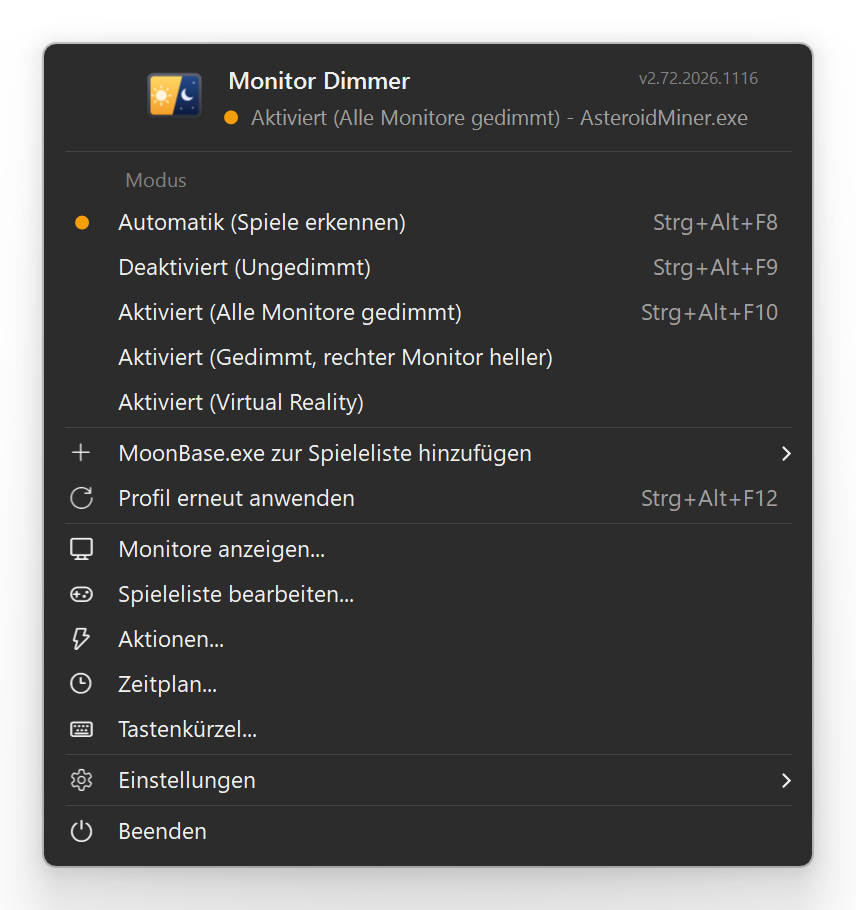 Monitor Dimmer
v2.72.2026.1116
Aktiviert (Alle Monitore gedimmt) - AsteroidMiner.exe
Modus
Automatik (Spiele erkennen) Strg+Alt+F8
Deaktiviert (Ungedimmt) Strg+Alt+F9
Aktiviert (Alle Monitore gedimmt) Strg+Alt+F10
Aktiviert (Gedimmt, rechter Monitor heller)
Aktiviert (Virtual Reality)
MoonBase.exe zur Spieleliste hinzufügen
Profil erneut anwenden Strg+Alt+F12
Monitore anzeigen...
Spieleliste bearbeiten...
Aktionen...
Zeitplan...
Tastenkürzel...
Einstellungen
Beenden